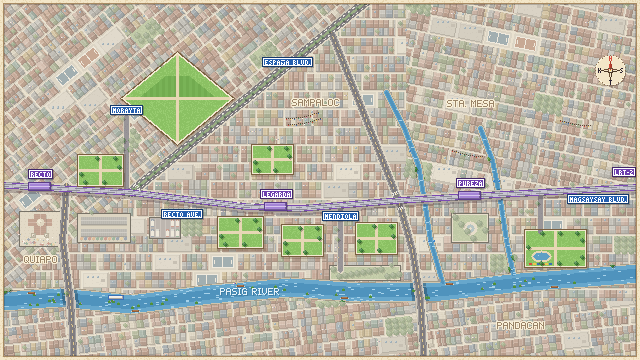 ESPAÑA BLVD.
SAMPALOC
STA. MESA
MORAYTA
RECTO
LRT-2
PUREZA
LEGARDA
MAGSAYSAY BLVD.
RECTO AVE.
MENDIOLA
QUIAPO
PASIG RIVER
PANDACAN